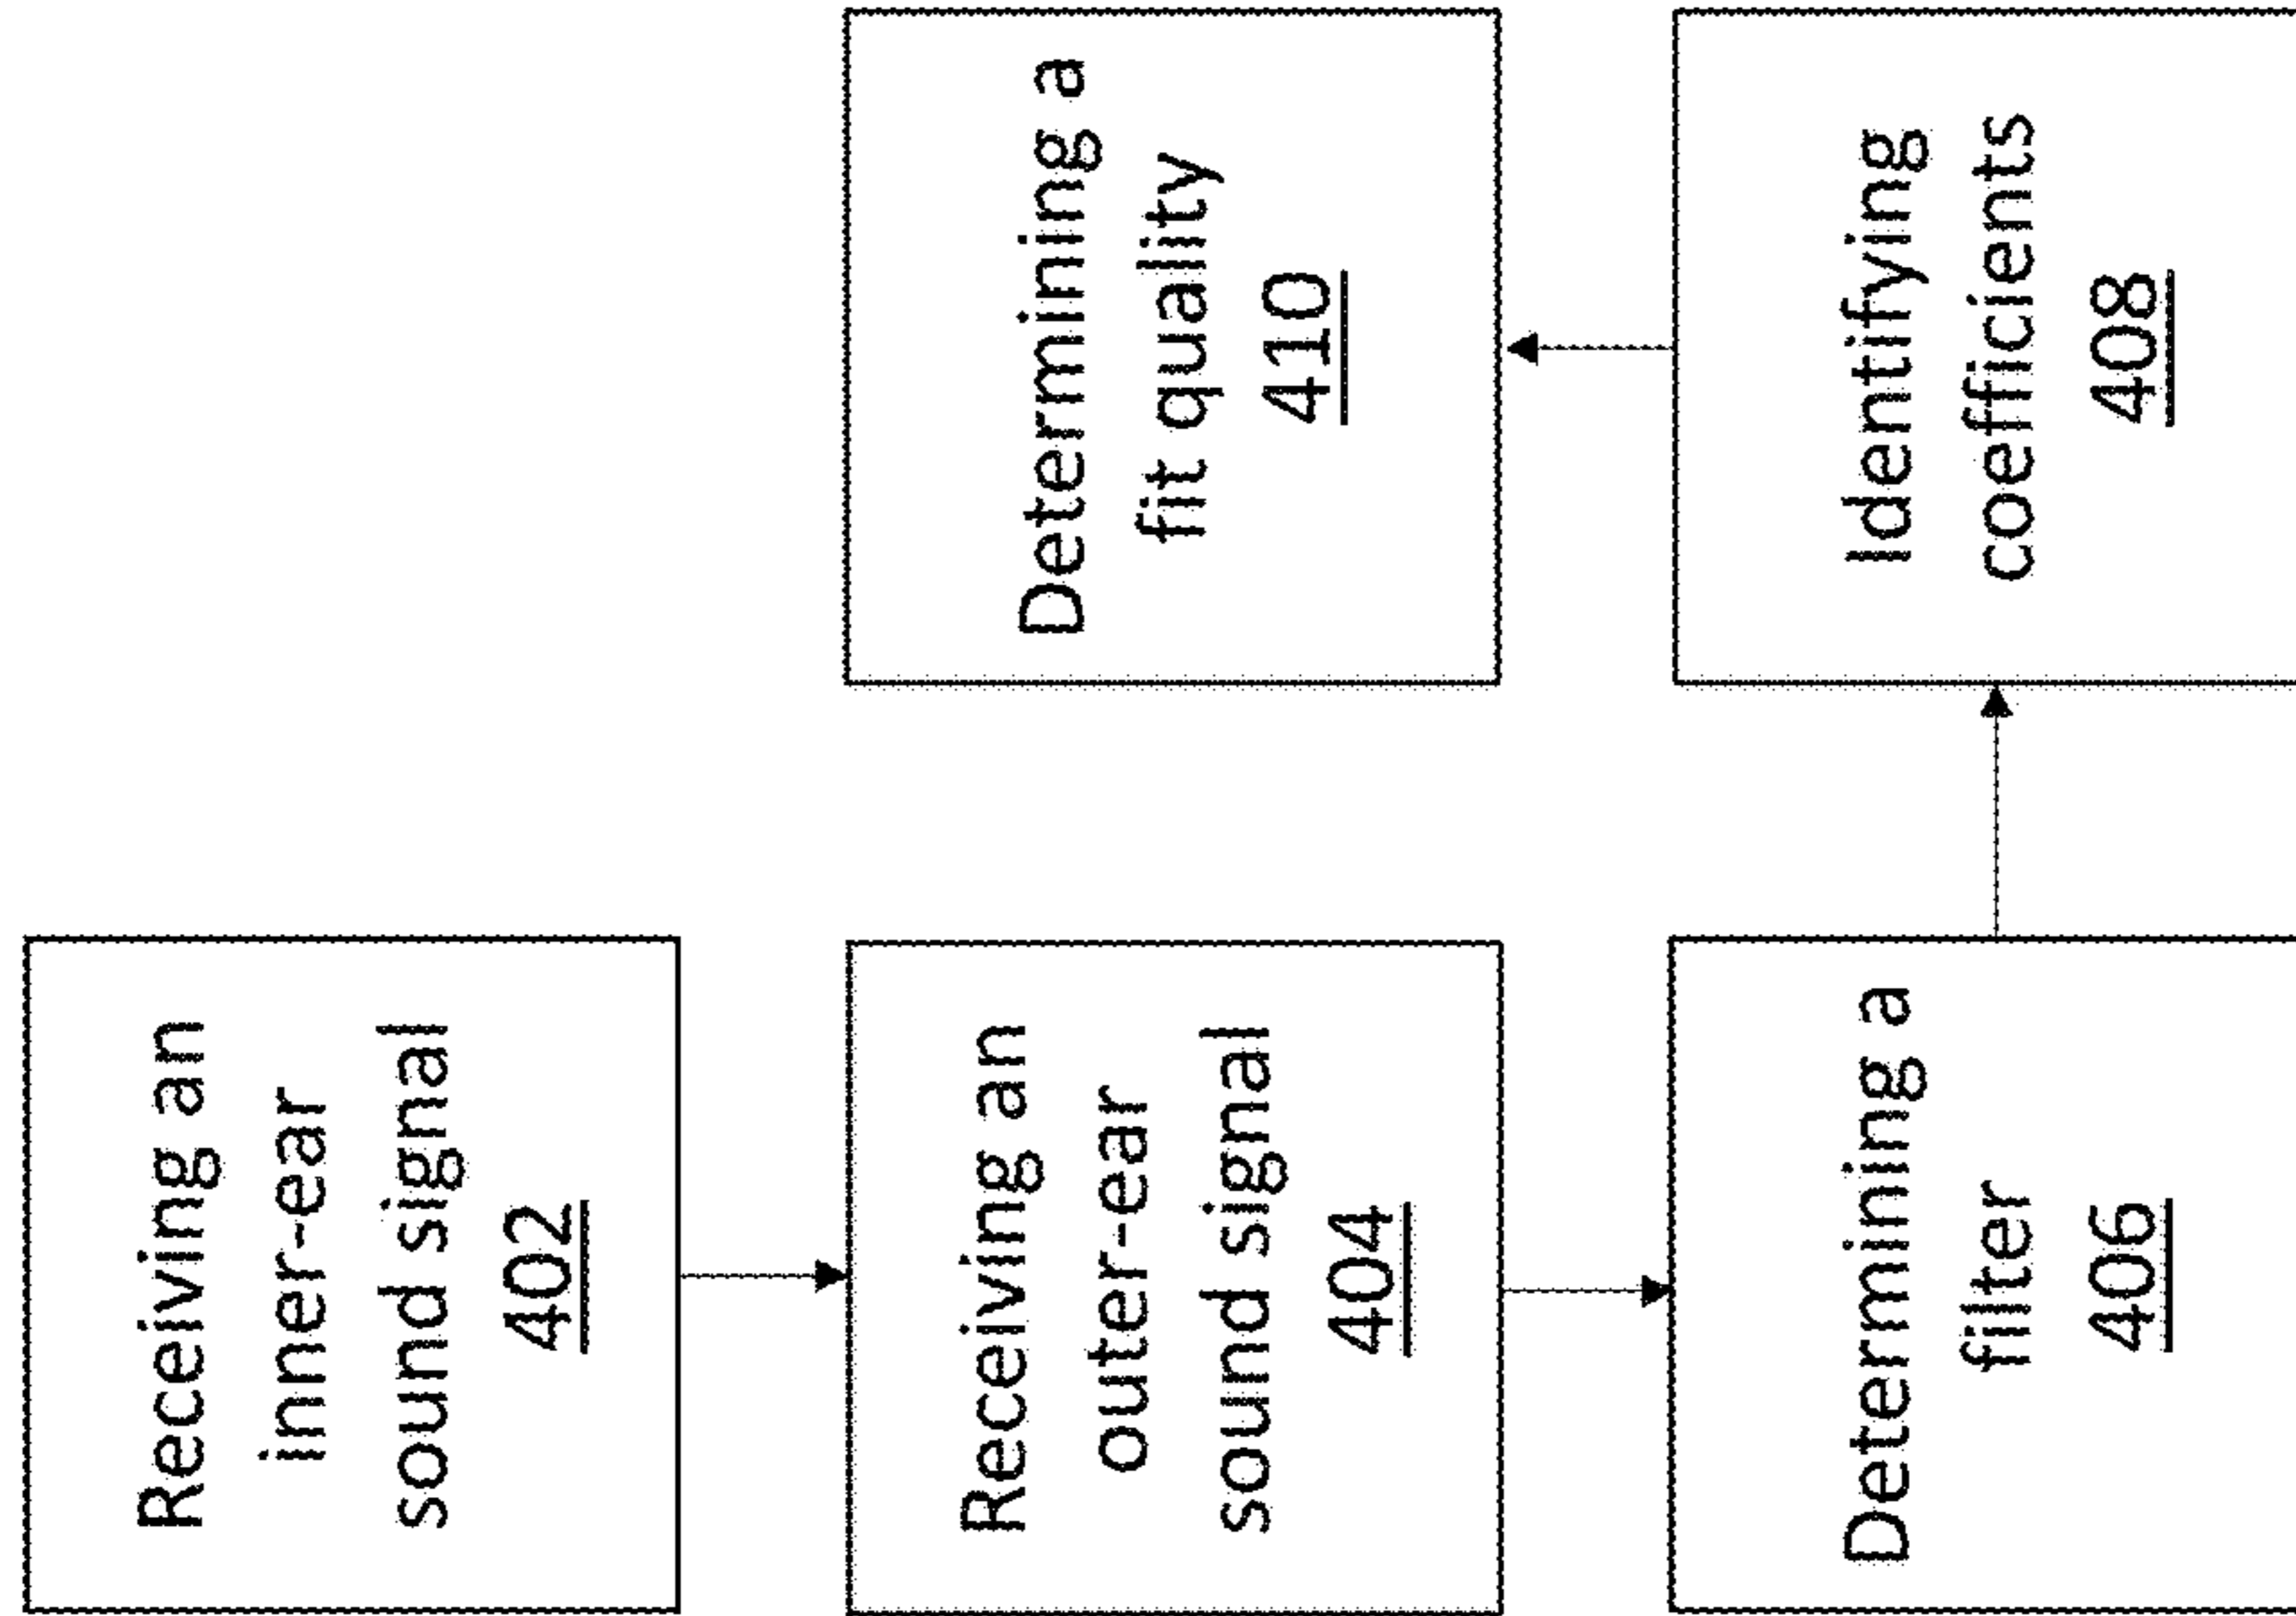 Receiving an
inner-ear
sound signal
402
Receiving an
outer-ear
sound signal
404
Determining a
filter
406
Identifying
coefficients
408
Determining a
fit quality
410